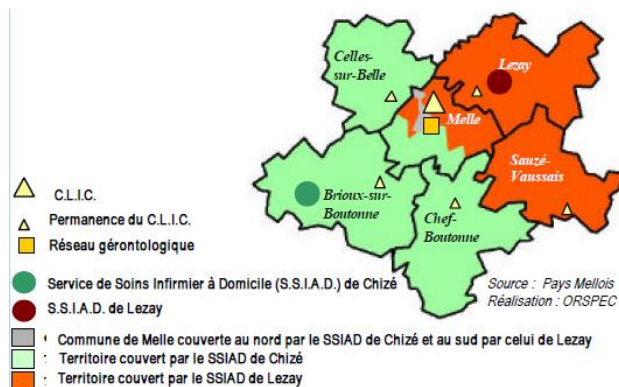 Celles-
sur-Belle
Lezay
Melle
Sauzé-
Vaussais
Brioux-sur-
Boutonne
Chef-
Boutonne
C.L.I.C.
Permanence du C.L.I.C.
Réseau gérontologique
Service de Soins Infirmier à Domicile (S.S.I.A.D.) de Chizé
S.S.I.A.D. de Lezay
Commune de Melle couverte au nord par le SSIAD de Chizé et au sud par celui de Lezay
Territoire couvert par le SSIAD de Chizé
Territoire couvert par le SSIAD de Lezay
Source : Pays Mellois
Réalisation : ORSPEC